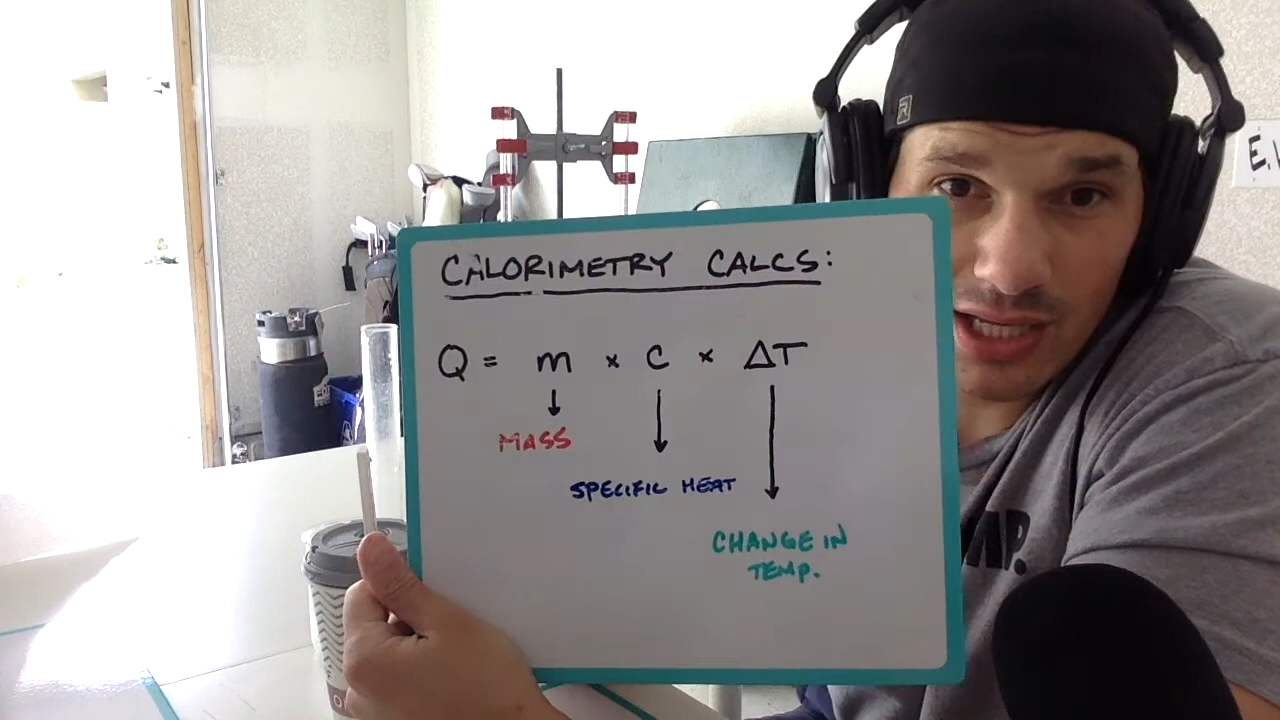 CALORIMETRY CALCS:
Q = m × C × ΔT
MASS
SPECIFIC HEAT
CHANGE IN
TEMP.